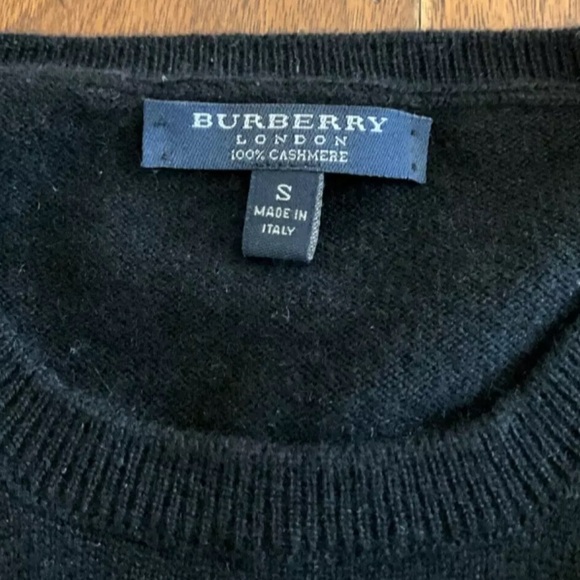 BURBERRY
LONDON
100% CASHMERE
S
MADE IN
ITALY